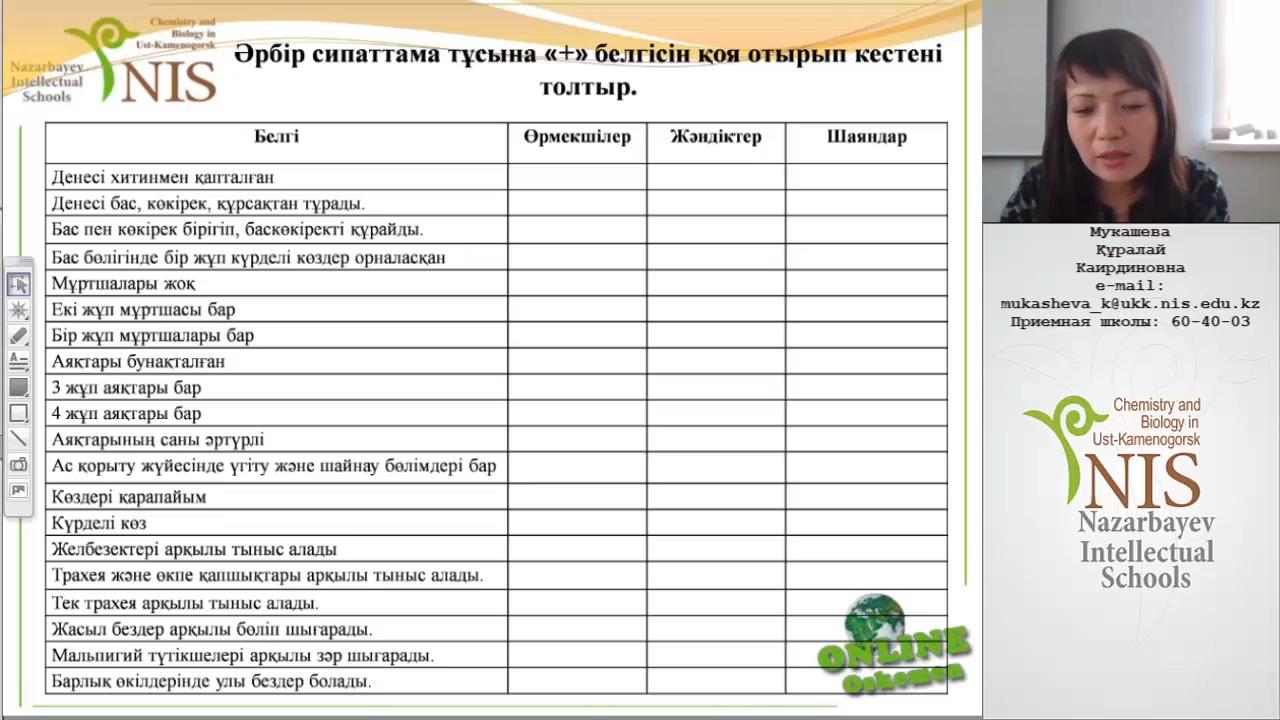 Chemistry and
Biology in
Ust-Kamenogorsk
Nazarbayev
Intellectual
Schools
NIS
Әрбір сипаттама тұсына «+» белгісін қоя отырып кестені
толтыр.
Белгі Өрмекшілер Жәндіктер Шаяндар
Денесі хитинмен қапталған
Денесі бас, көкірек, құрсақтан тұрады.
Бас пен көкірек бірігіп, баскөкіректі құрайды.
Бас бөлігінде бір жұп күрделі көздер орналасқан
Мұртшалары жоқ
Екі жұп мұртшасы бар
Бір жұп мұртшалары бар
Аяқтары бунақталған
3 жұп аяқтары бар
4 жұп аяқтары бар
Аяқтарының саны әртүрлі
Ас қорыту жүйесінде үгіту және шайнау бөлімдері бар
Көздері қарапайым
Күрделі көз
Желбезектері арқылы тыныс алады
Трахея және өкпе қапшықтары арқылы тыныс алады.
Тек трахея арқылы тыныс алады.
Жасыл бездер арқылы бөліп шығарады.
Мальпигий түтікшелері арқылы зәр шығарады.
Барлық өкілдерінде улы бездер болады.
ONLINE
Oskemen
Мукашева
Құралай
Каирдиновна
e-mail:
mukasheva_k@ukk.nis.edu.kz
Приемная школы: 60-40-03
Chemistry and
Biology in
Ust-Kamenogorsk
NIS
Nazarbayev
Intellectual
Schools